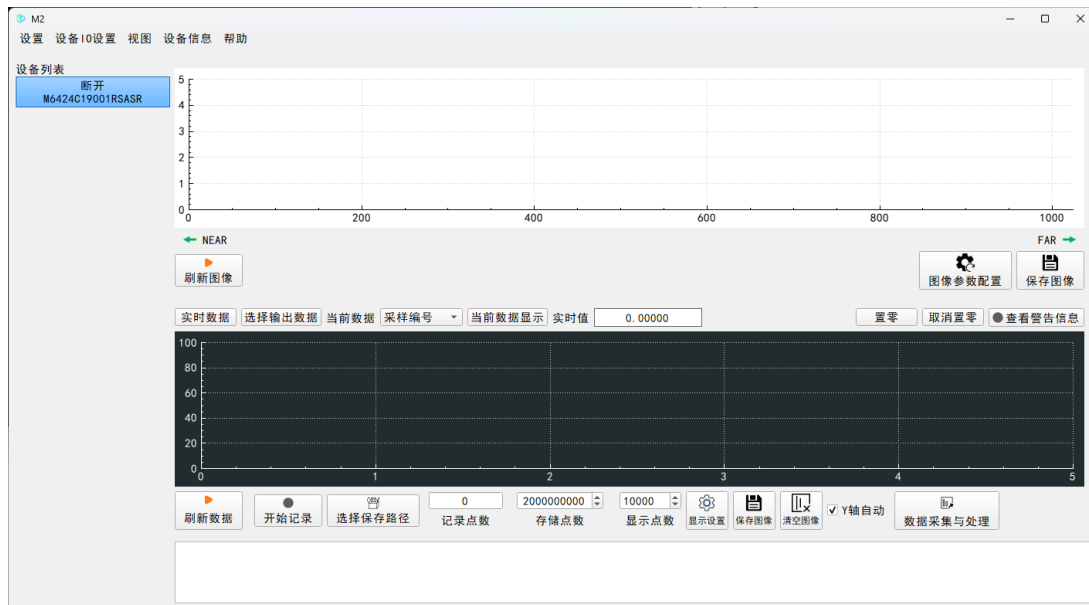 M2
设置 设备IO设置 视图 设备信息 帮助
设备列表
断开
M6424C19001RSASR
5
4
3
2
1
0
0 200 400 600 800 1000
NEAR FAR
刷新图像 图像参数配置 保存图像
实时数据 选择输出数据 当前数据 采样编号 当前数据显示 实时值 0.00000 置零 取消置零 查看警告信息
100
80
60
40
20
0
0 1 2 3 4 5
0 2000000000 10000
刷新数据 开始记录 选择保存路径 记录点数 存储点数 显示点数 显示设置 保存图像 清空图像 Y轴自动 数据采集与处理